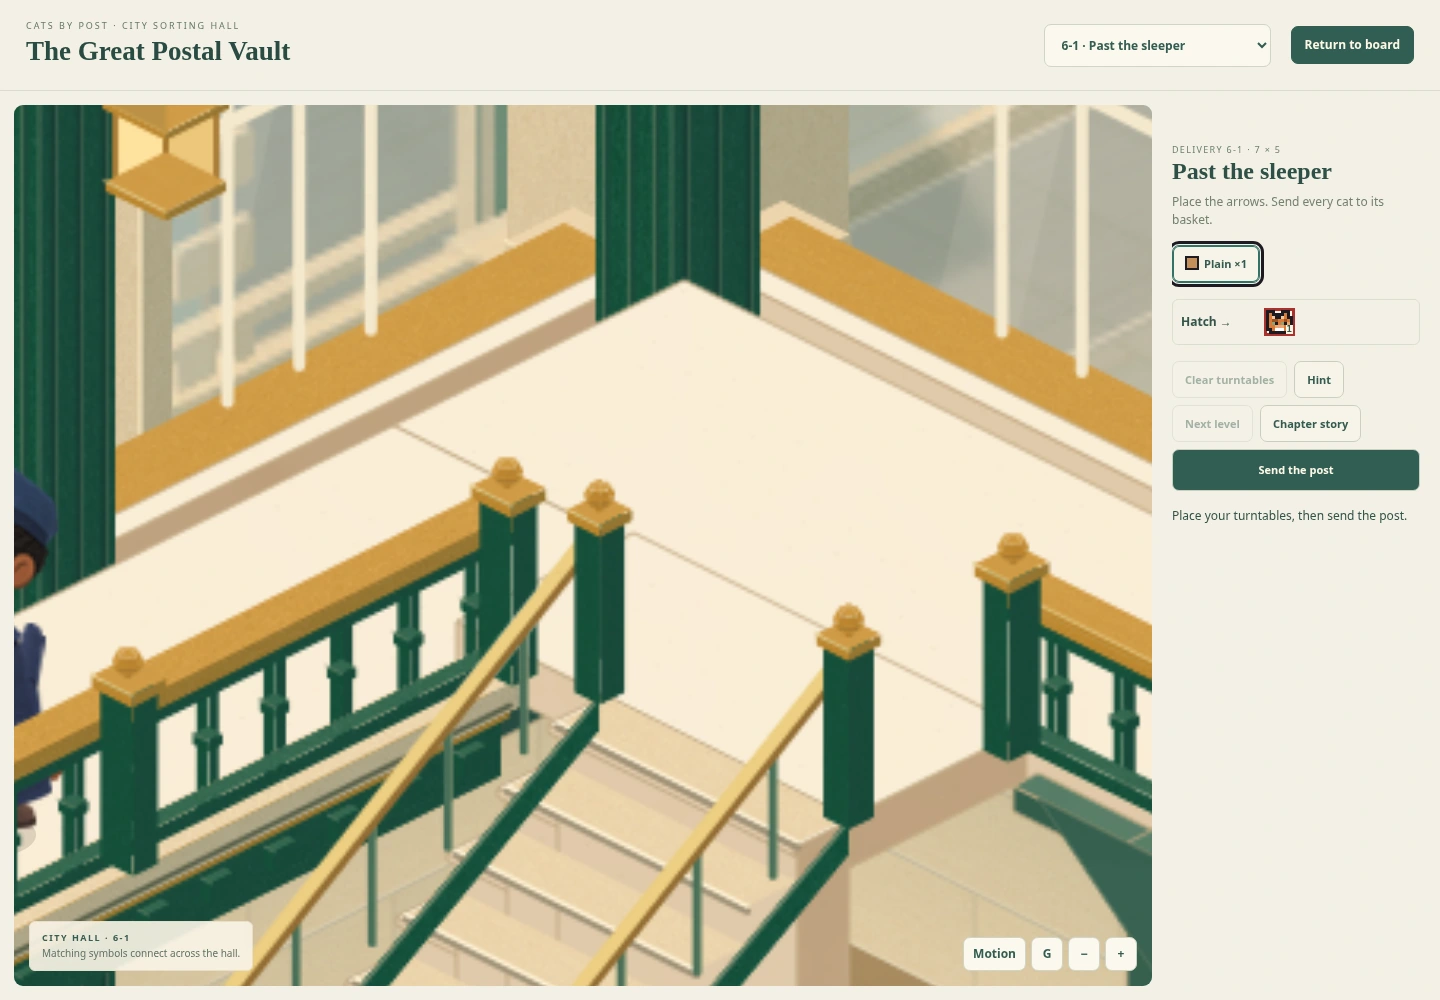 CATS BY POST · CITY SORTING HALL
The Great Postal Vault
6-1 · Past the sleeper
Return to board
DELIVERY 6-1 · 7 × 5
Past the sleeper
Place the arrows. Send every cat to its
basket.
Plain ×1
Hatch →
1
Clear turntables
Hint
Next level
Chapter story
Send the post
Place your turntables, then send the post.
CITY HALL · 6-1
Matching symbols connect across the hall.
Motion
G
−
+